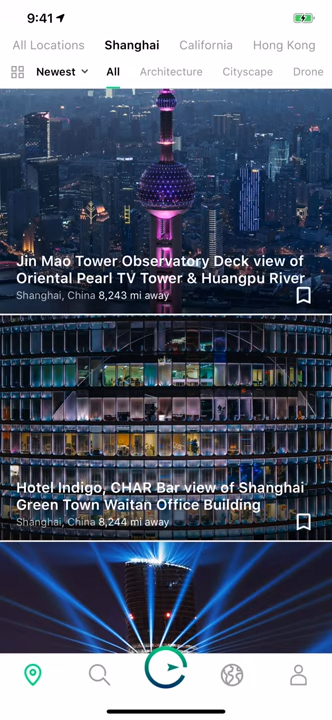 9:41
All Locations Shanghai California Hong Kong
Newest All Architecture Cityscape Drone
Jin Mao Tower Observatory Deck view of
Oriental Pearl TV Tower & Huangpu River
Shanghai, China 8,243 mi away
Hotel Indigo, CHAR Bar view of Shanghai
Green Town Waitan Office Building
Shanghai, China 8,244 mi away